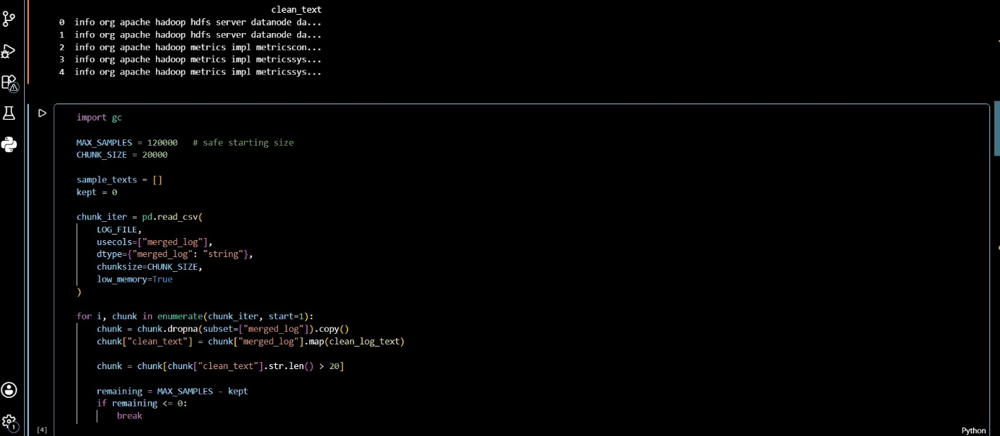 clean_text
0 info org apache hadoop hdfs server datanode da...
1 info org apache hadoop hdfs server datanode da...
2 info org apache hadoop metrics impl metricscon...
3 info org apache hadoop metrics impl metricssys...
4 info org apache hadoop metrics impl metricssys...
import gc
MAX_SAMPLES = 120000 # safe starting size
CHUNK_SIZE = 20000
sample_texts = []
kept = 0
chunk_iter = pd.read_csv(
LOG_FILE,
usecols=["merged_log"],
dtype={"merged_log": "string"},
chunksize=CHUNK_SIZE,
low_memory=True
)
for i, chunk in enumerate(chunk_iter, start=1):
chunk = chunk.dropna(subset=["merged_log"]).copy()
chunk["clean_text"] = chunk["merged_log"].map(clean_log_text)
chunk = chunk[chunk["clean_text"].str.len() > 20]
remaining = MAX_SAMPLES - kept
if remaining <= 0:
break
1
[4]
Python